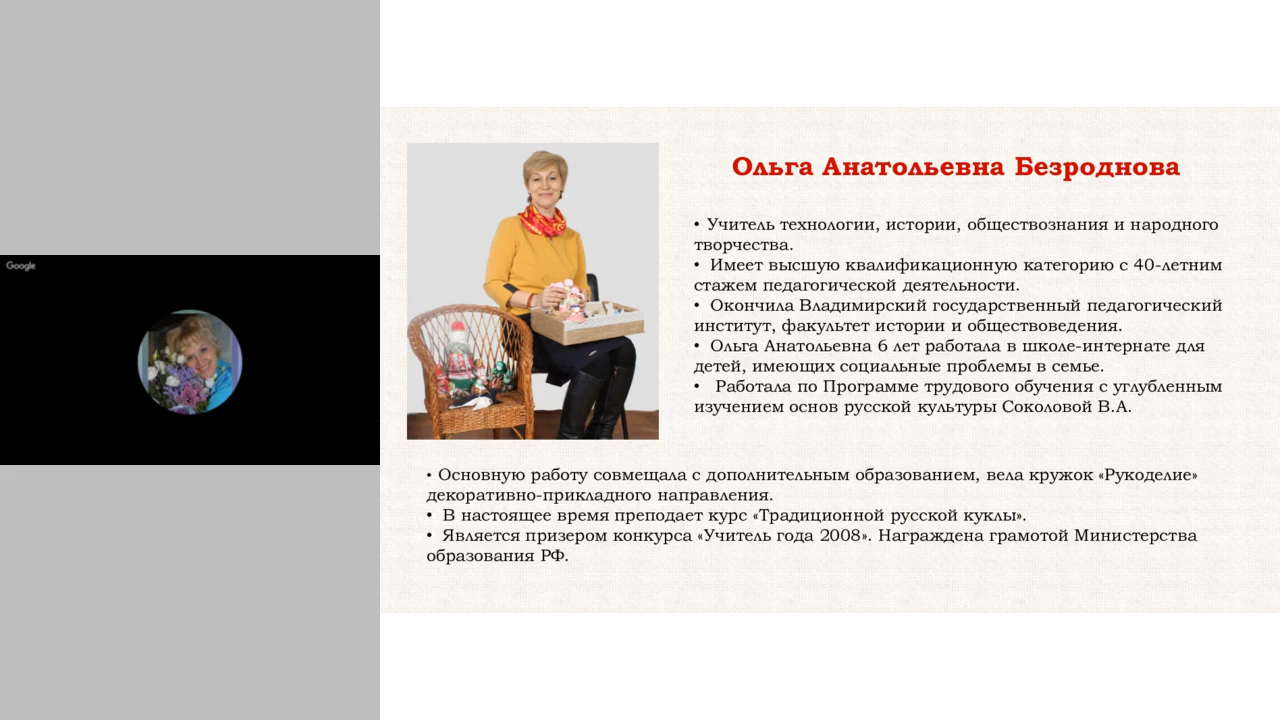 Google
Ольга Анатольевна Безроднова
• Учитель технологии, истории, обществознания и народного
творчества.
• Имеет высшую квалификационную категорию с 40-летним
стажем педагогической деятельности.
• Окончила Владимирский государственный педагогический
институт, факультет истории и обществоведения.
• Ольга Анатольевна 6 лет работала в школе-интернате для
детей, имеющих социальные проблемы в семье.
• Работала по Программе трудового обучения с углубленным
изучением основ русской культуры Соколовой В.А.
• Основную работу совмещала с дополнительным образованием, вела кружок «Рукоделие»
декоративно-прикладного направления.
• В настоящее время преподает курс «Традиционной русской куклы».
• Является призером конкурса «Учитель года 2008». Награждена грамотой Министерства
образования РФ.